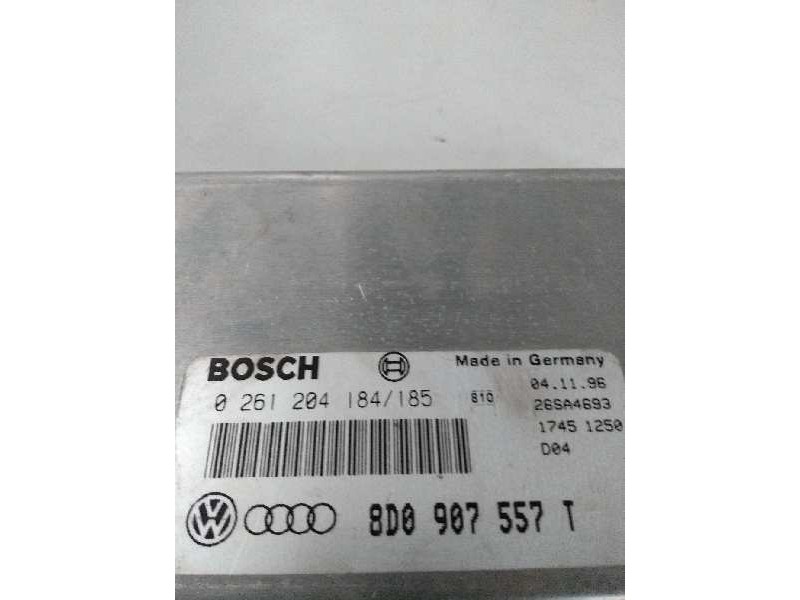 BOSCH
Made in Germany
0 261 204 184/185
610
04.11.96
26SA4693
1745 1250
D04
8D0 907 557 T